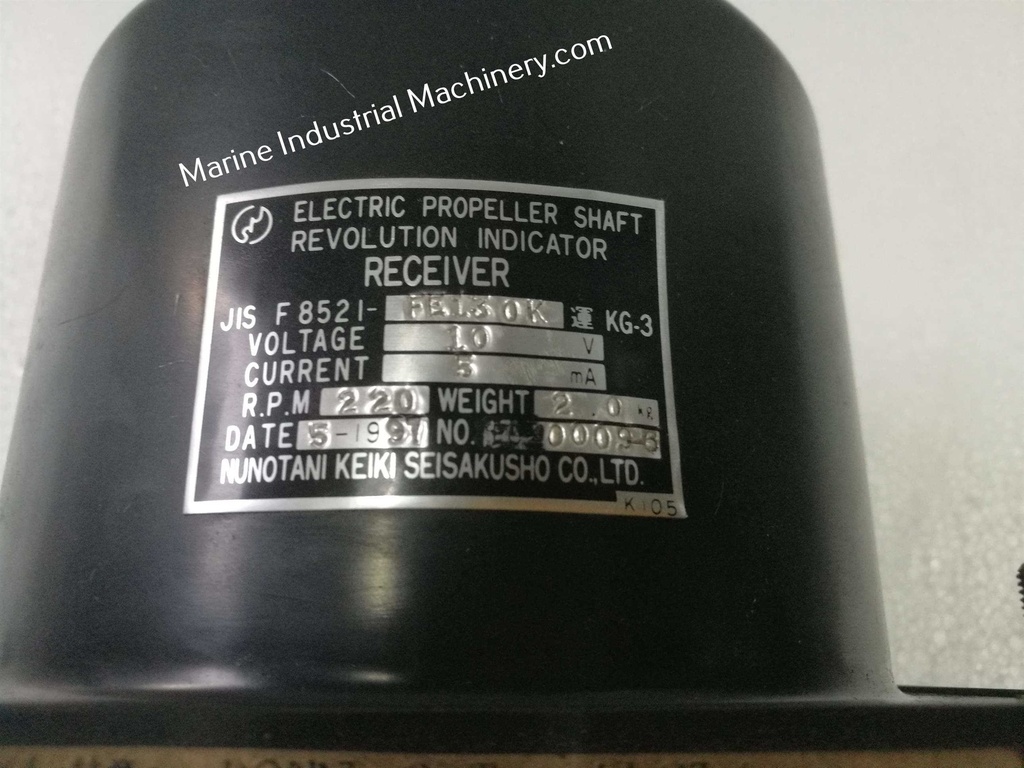 Marine Industrial Machinery.com
ELECTRIC PROPELLER SHAFT
REVOLUTION INDICATOR
RECEIVER
JIS F 8521- 運 KG-3
VOLTAGE 10 V
CURRENT 5 mA
R.P.M 220 WEIGHT 2.0 kg
DATE NO.
NUNOTANI KEIKI SEISAKUSHO CO., LTD.
K105